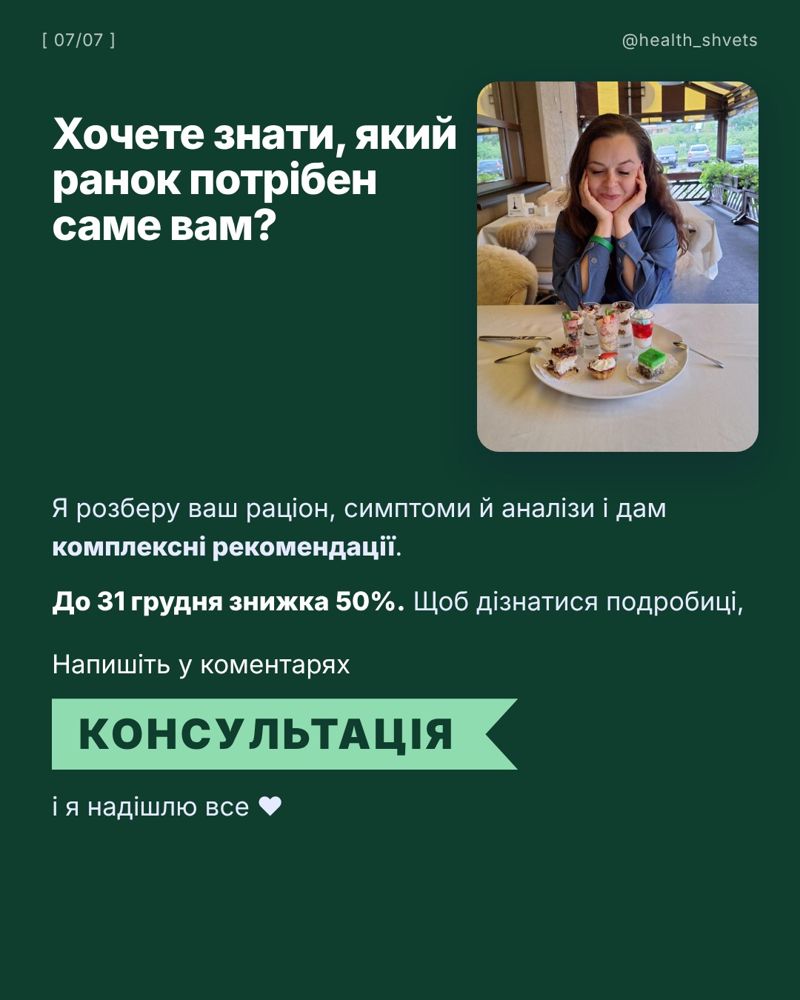 [ 07/07 ]
@health_shvets
Хочете знати, який
ранок потрібен
саме вам?
Я розберу ваш раціон, симптоми й аналізи і дам
комплексні рекомендації.
До 31 грудня знижка 50%. Щоб дізнатися подробиці,
Напишіть у коментарях
КОНСУЛЬТАЦІЯ
і я надішлю все ♥